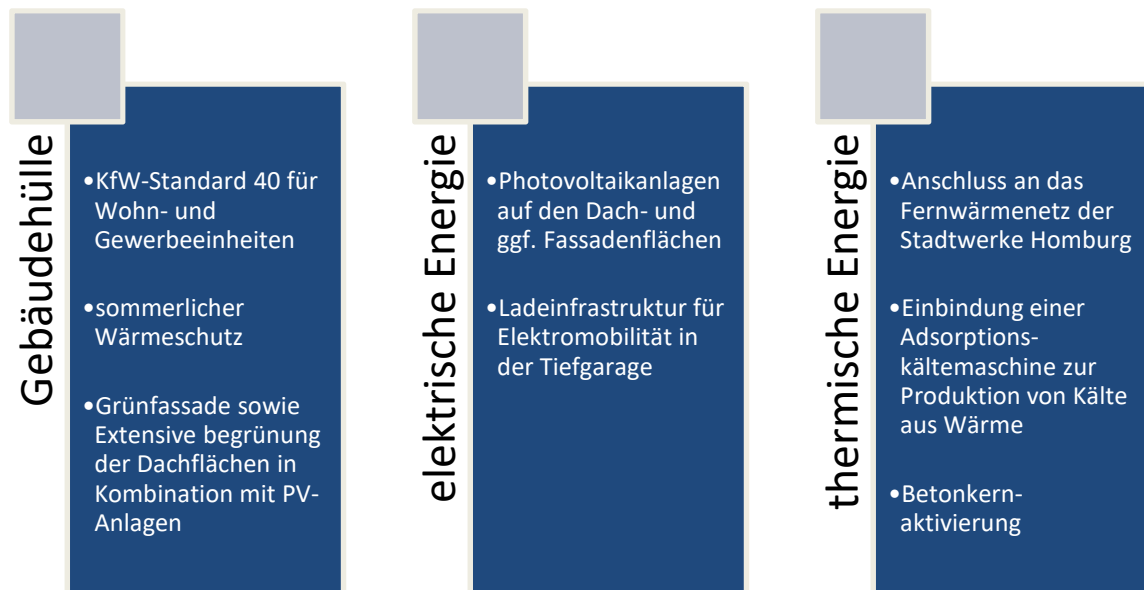 Gebäudehülle
•KfW-Standard 40 für
Wohn- und
Gewerbeeinheiten
•sommerlicher
Wärmeschutz
•Grünfassade sowie
Extensive begrünung
der Dachflächen in
Kombination mit PV-
Anlagen
elektrische Energie
•Photovoltaikanlagen
auf den Dach- und
ggf. Fassadenflächen
•Ladeinfrastruktur für
Elektromobilität in
der Tiefgarage
thermische Energie
•Anschluss an das
Fernwärmenetz der
Stadtwerke Homburg
•Einbindung einer
Adsorptions-
kältemaschine zur
Produktion von Kälte
aus Wärme
•Betonkern-
aktivierung